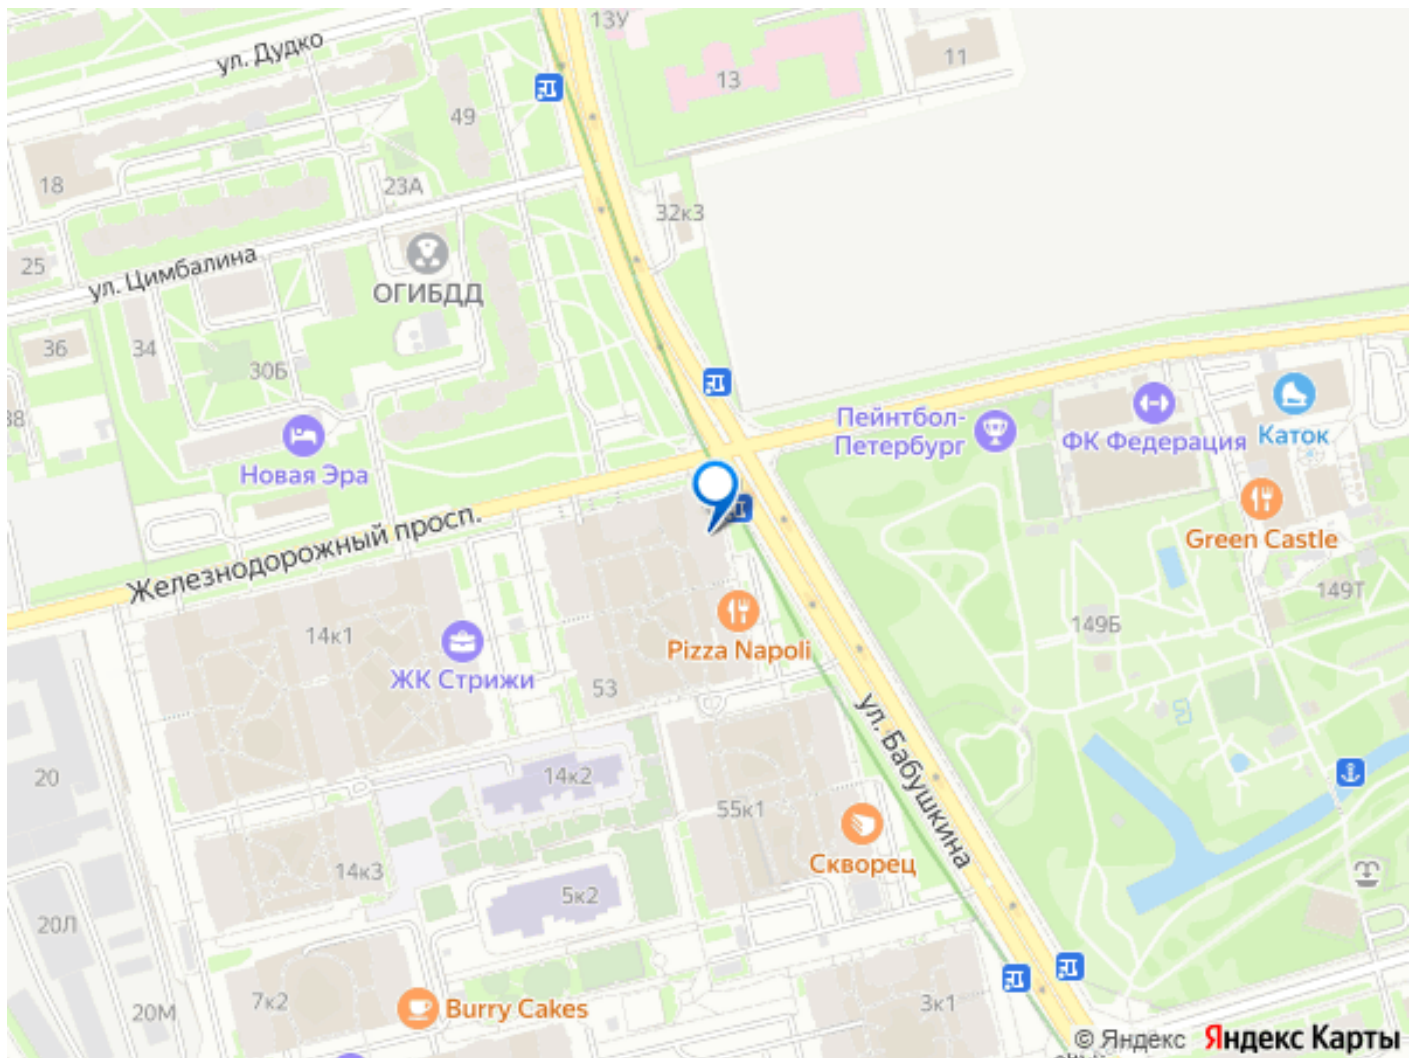 13У
ул. Дудко
13
11
49
18
23А
32к3
25
ул. Цимбалина
ОГИБДД
36
34
30Б
38
Новая Эра
Пейнтбол-
Петербург
ФК Федерация
Каток
Green Castle
Железнодорожный просп.
149Т
149Б
14к1
Pizza Napoli
ЖК Стрижи
53
ул. Бабушкина
20
14к2
55к1
Скворец
14к3
5к2
20Л
7к2
20М
Burry Cakes
3к1
© Яндекс Яндекс Карты